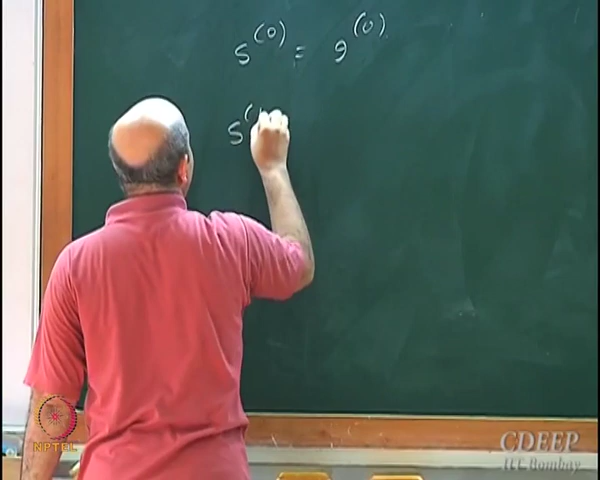 s^(0) = g^(0)
s^(
NPTEL
CDEEP
IIT Bombay